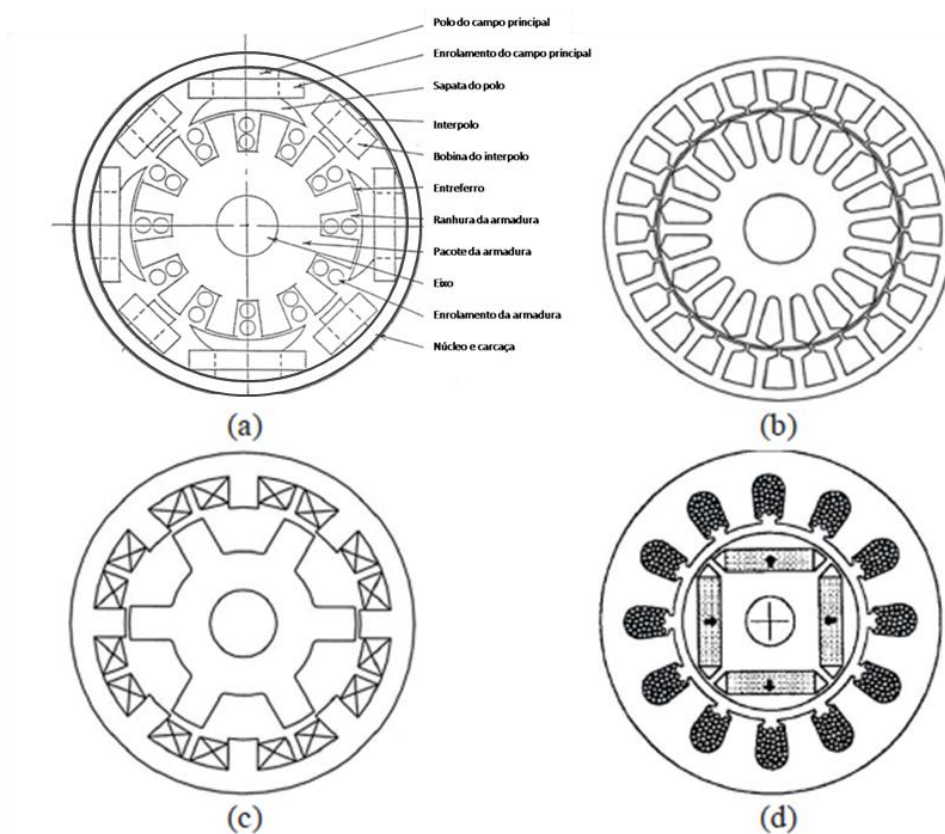 Polo do campo principal
Enrolamento do campo principal
Sapata do polo
Interpolo
Bobina do interpolo
Entreferro
Ranhura da armadura
Pacote da armadura
Eixo
Enrolamento da armadura
Núcleo e carcaça
(a)
(b)
(c)
(d)